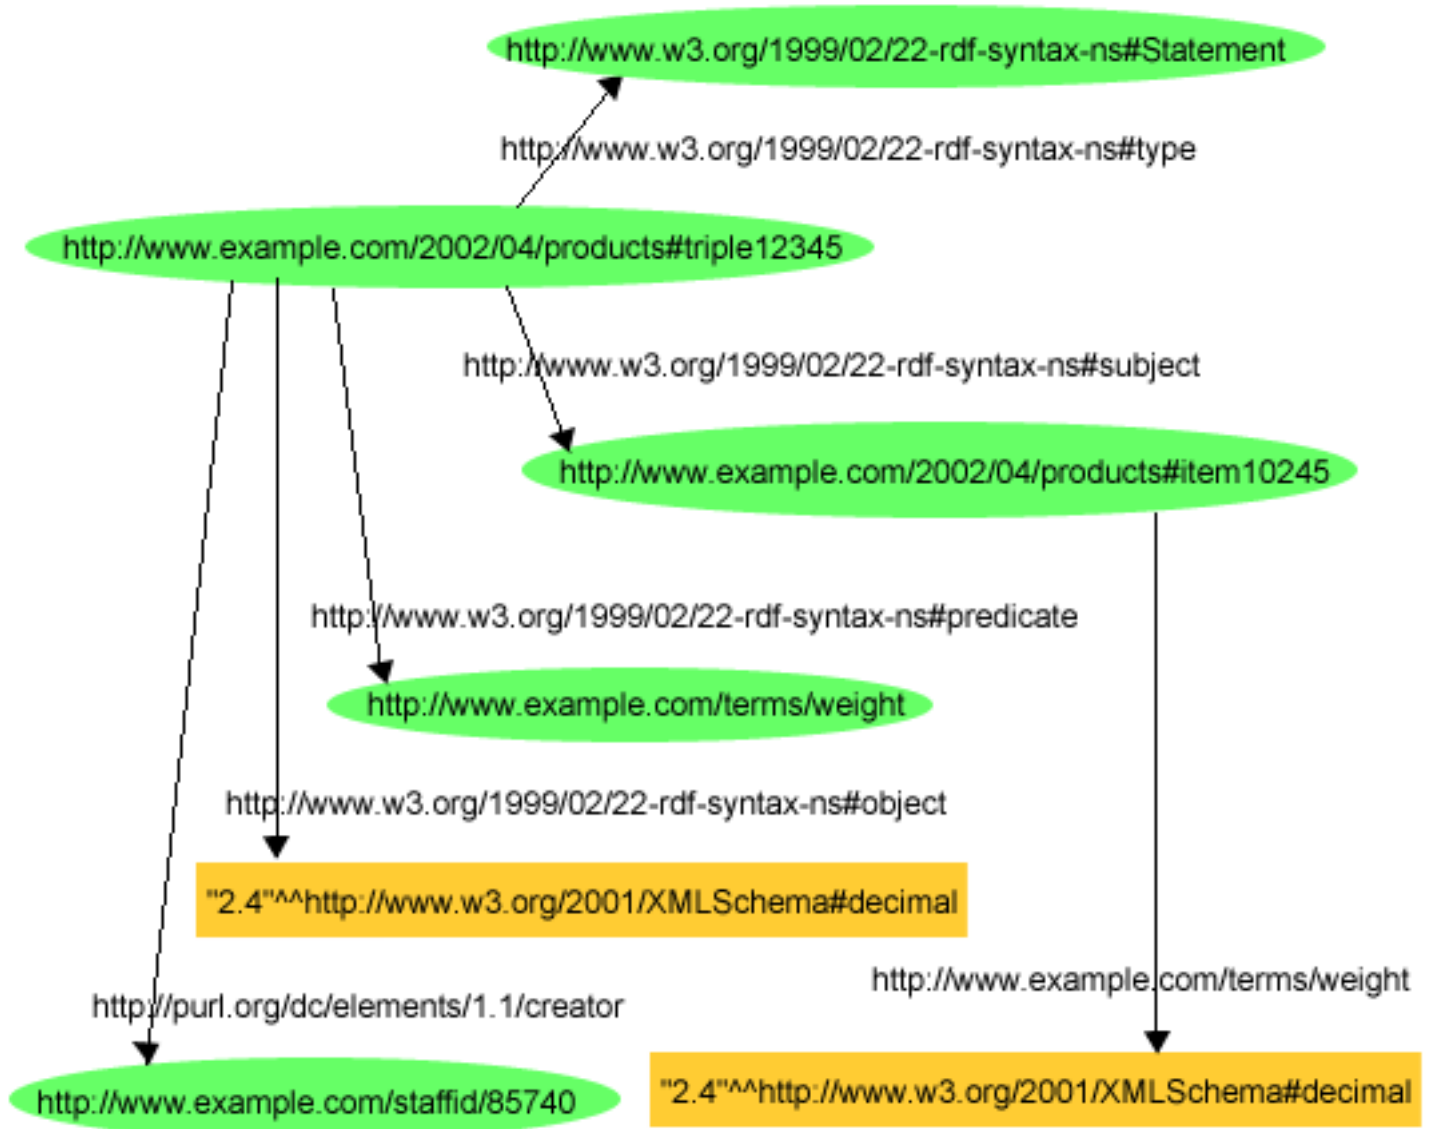 http://www.w3.org/1999/02/22-rdf-syntax-ns#Statement
http://www.w3.org/1999/02/22-rdf-syntax-ns#type
http://www.example.com/2002/04/products#triple12345
http://www.w3.org/1999/02/22-rdf-syntax-ns#subject
http://www.example.com/2002/04/products#item10245
http://www.w3.org/1999/02/22-rdf-syntax-ns#predicate
http://www.example.com/terms/weight
http://www.w3.org/1999/02/22-rdf-syntax-ns#object
"2.4"^^http://www.w3.org/2001/XMLSchema#decimal
http://www.example.com/terms/weight
http://purl.org/dc/elements/1.1/creator
"2.4"^^http://www.w3.org/2001/XMLSchema#decimal
http://www.example.com/staffid/85740